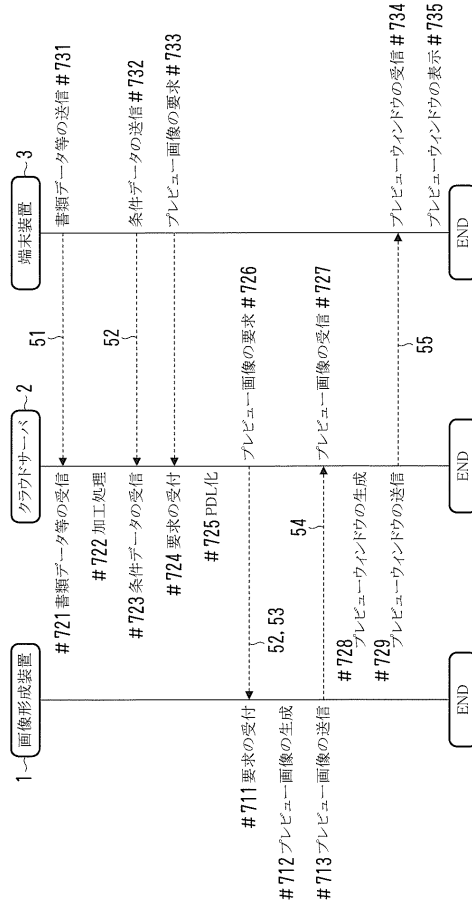 1 画像形成装置
2 クラウドサーバ
3 端末装置
#721 書類データ等の受信
51
書類データ等の送信 #731
#722 加工処理
#723 条件データの受信
52
条件データの送信 #732
#724 要求の受付
プレビュー画像の要求 #733
#725 PDL化
#711 要求の受付
52, 53
プレビュー画像の要求 #726
#712 プレビュー画像の生成
#713 プレビュー画像の送信
54
プレビュー画像の受信 #727
#728
プレビューウィンドウの生成
#729
プレビューウィンドウの送信
55
プレビューウィンドウの受信 #734
プレビューウィンドウの表示 #735
END
END
END